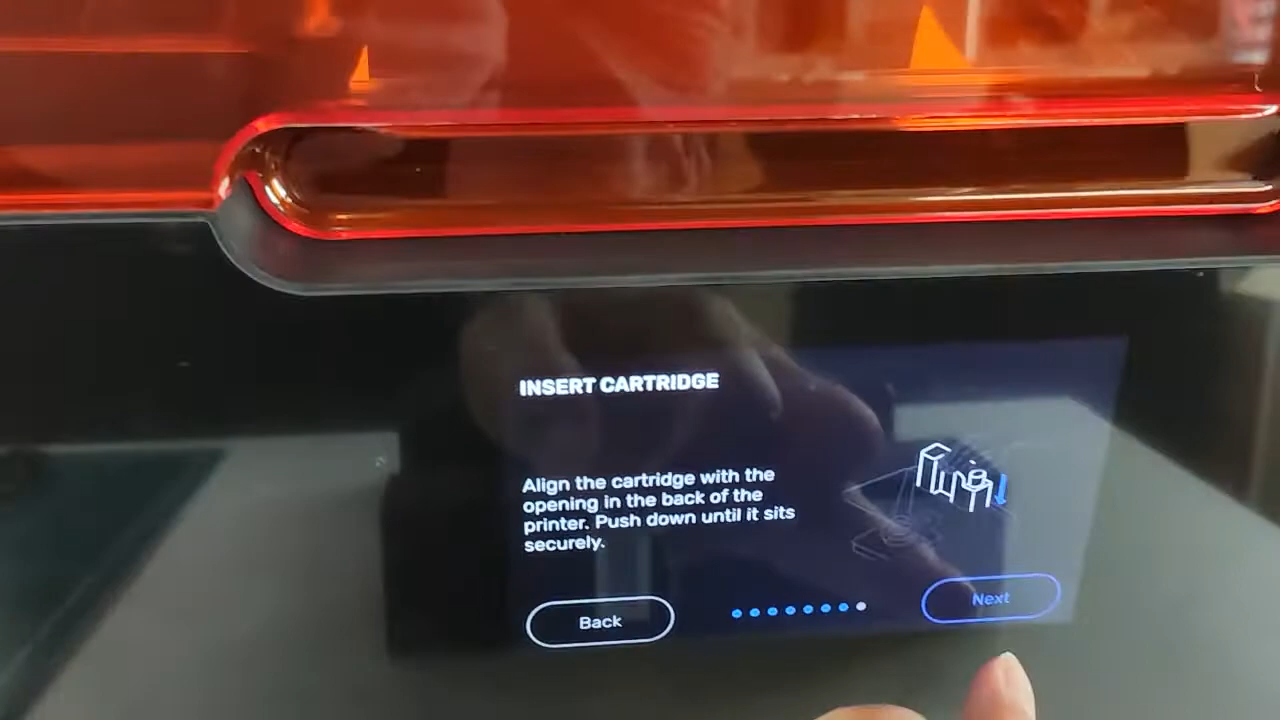 INSERT CARTRIDGE
Align the cartridge with the
opening in the back of the
printer. Push down until it sits
securely.
Back
Next